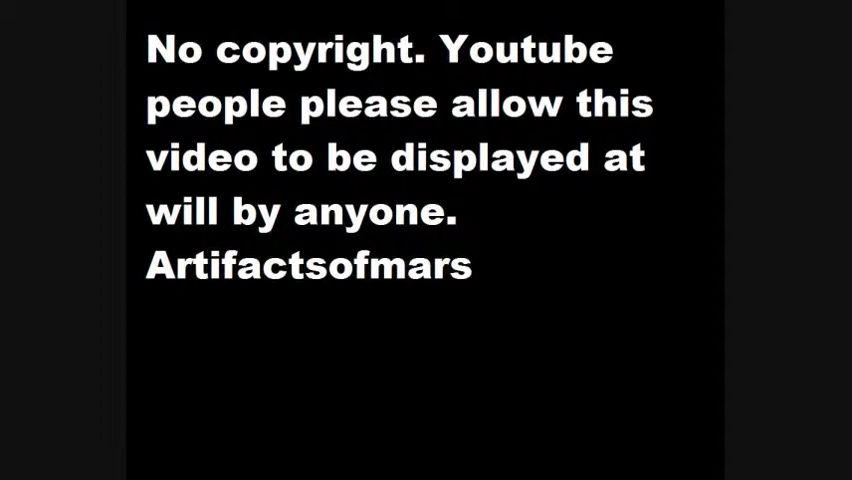 No copyright. Youtube
people please allow this
video to be displayed at
will by anyone.
Artifactsofmars